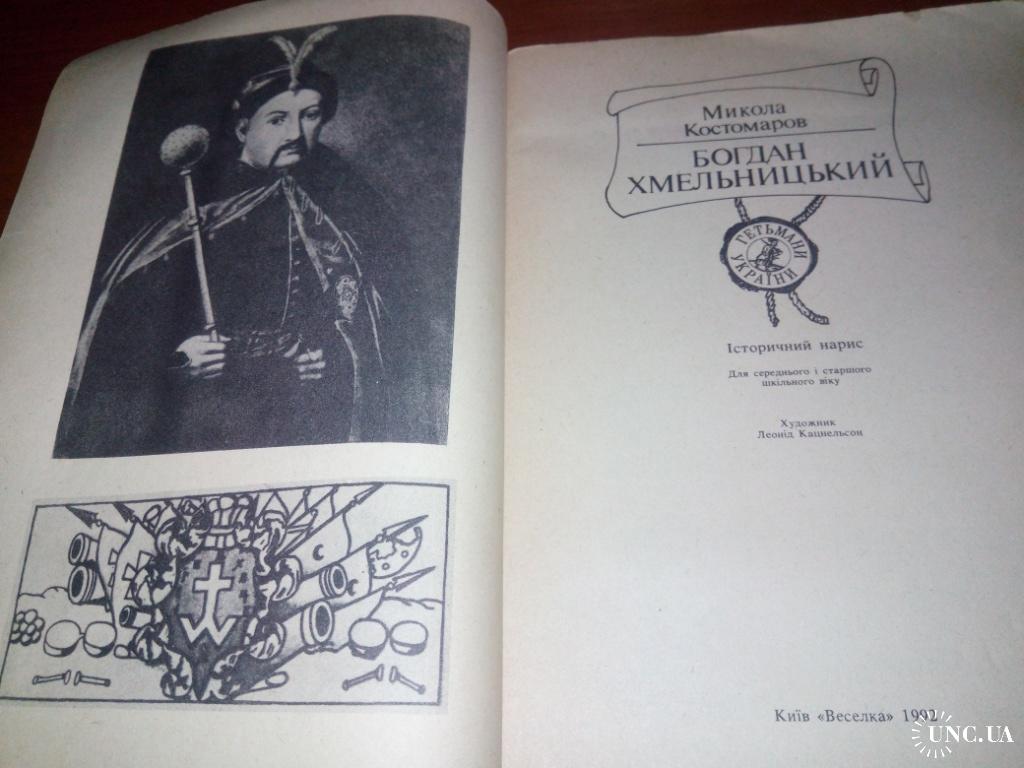 Микола
Костомаров
БОГДАН
ХМЕЛЬНИЦЬКИЙ
ГЕТЬМАНИ
УКРАЇНИ
Історичний нарис
Для середнього і старшого
шкільного віку
Художник
Леонід Кацнельсон
Київ «Веселка» 1992
UNC.UA